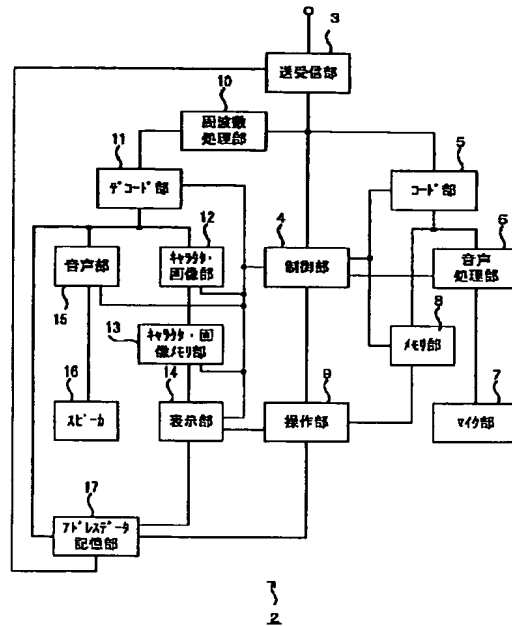 3
送受信部
10
周波数
処理部
11
デコード部
5
コード部
12
キャラクタ・
画像部
4
制御部
6
音声
処理部
音声部
15
13
キャラクタ・画
像メモリ部
8
メモリ部
16
スピーカ
14
表示部
9
操作部
7
マイク部
17
アドレスデータ
記憶部
2